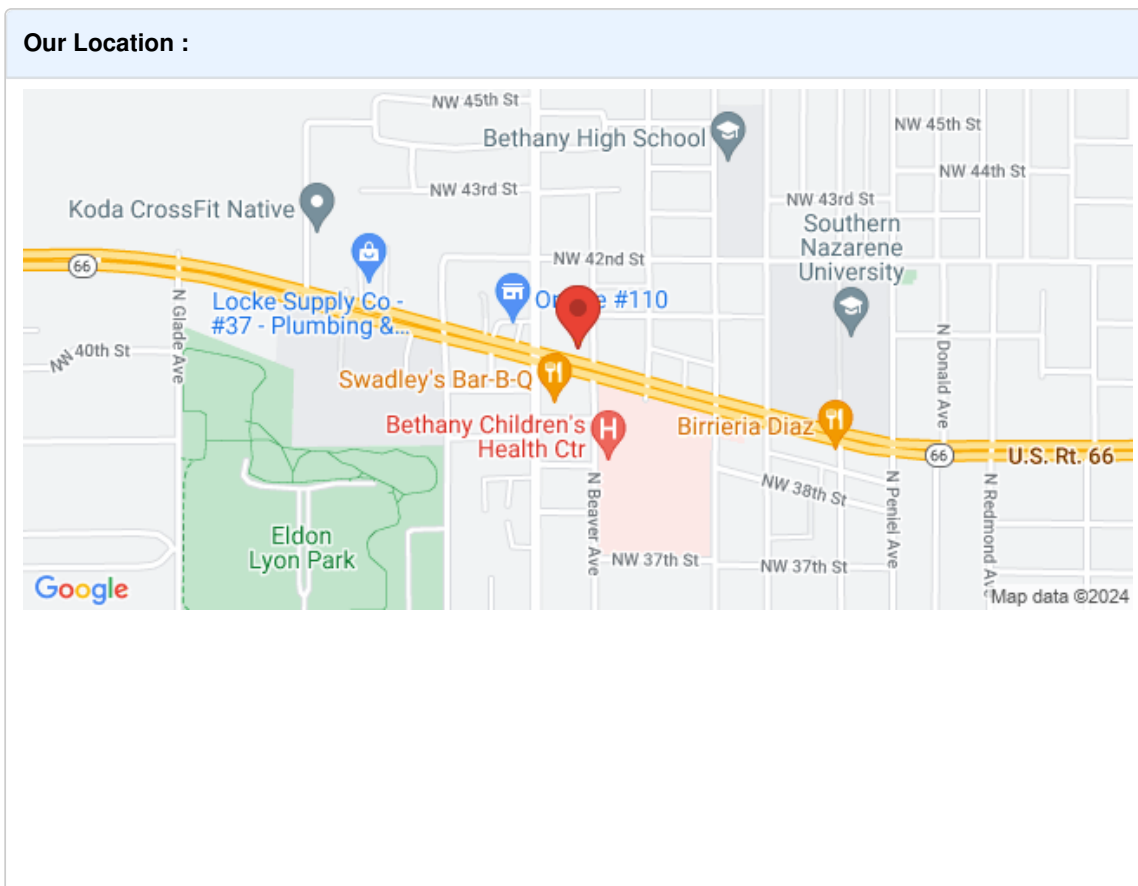 Our Location :
NW 45th St
Bethany High School
NW 45th St
NW 44th St
NW 43rd St
Koda CrossFit Native
NW 43rd St
Southern
Nazarene
University
NW 42nd St
66
N Glade Ave
Locke Supply Co -
#37 - Plumbing &...
#110
NW 40th St
Swadley's Bar-B-Q
N Donald Ave
Bethany Children's
Health Ctr
H
Birrieria Diaz
66
U.S. Rt. 66
NW 38th St
N Beaver Ave
N Peniel Ave
N Redmond Ave
Eldon
Lyon Park
NW 37th St
NW 37th St
Google
Map data ©2024